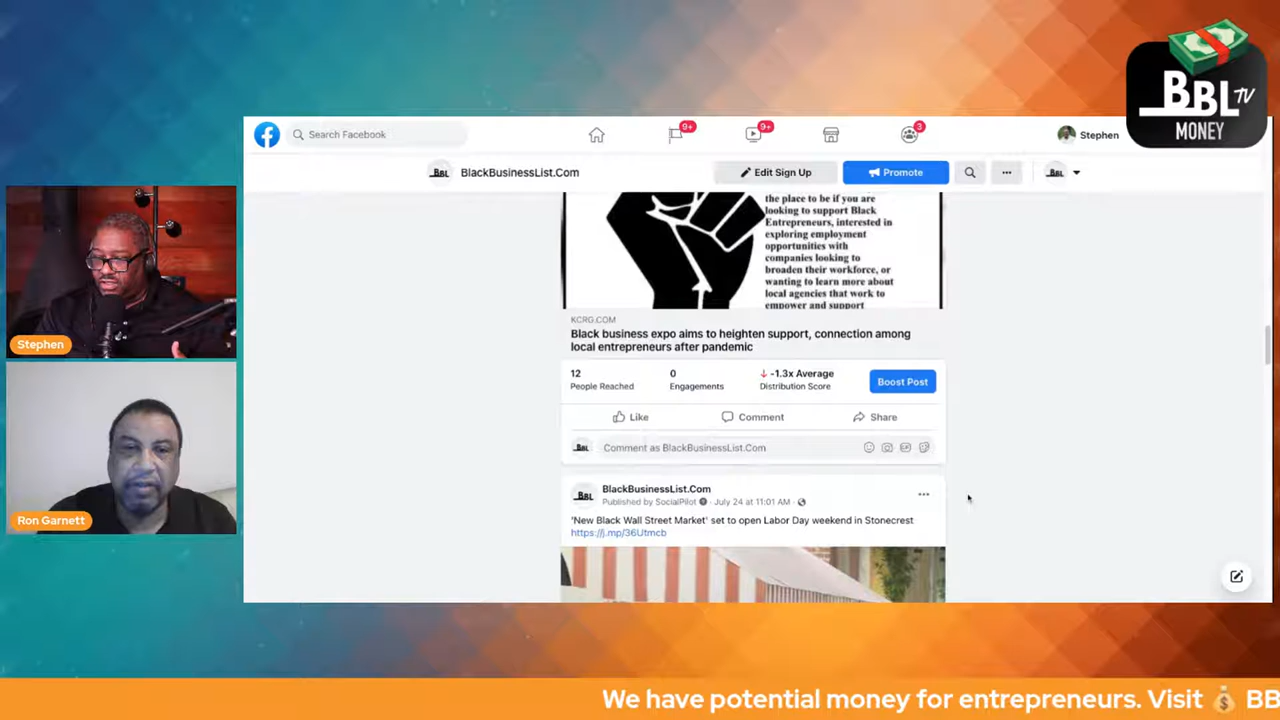 BBL TV
MONEY
Search Facebook
9+
9+
3
Stephen
BBL
BlackBusinessList.Com
Edit Sign Up
Promote
BBL
the place to be if you are
looking to support Black
Entrepreneurs, interested in
exploring employment
opportunities with
companies looking to
broaden their workforce, or
wanting to learn more about
local agencies that work to
empower and support
KCRG.COM
Black business expo aims to heighten support, connection among
local entrepreneurs after pandemic
12
People Reached
0
Engagements
-1.3x Average
Distribution Score
Boost Post
Like
Comment
Share
BBL
Comment as BlackBusinessList.Com
GIF
BBL
BlackBusinessList.Com
Published by SocialPilot
· July 24 at 11:01 AM ·
'New Black Wall Street Market' set to open Labor Day weekend in Stonecrest
https://j.mp/36Utmcb
Stephen
Ron Garnett
We have potential money for entrepreneurs. Visit 💰 BB